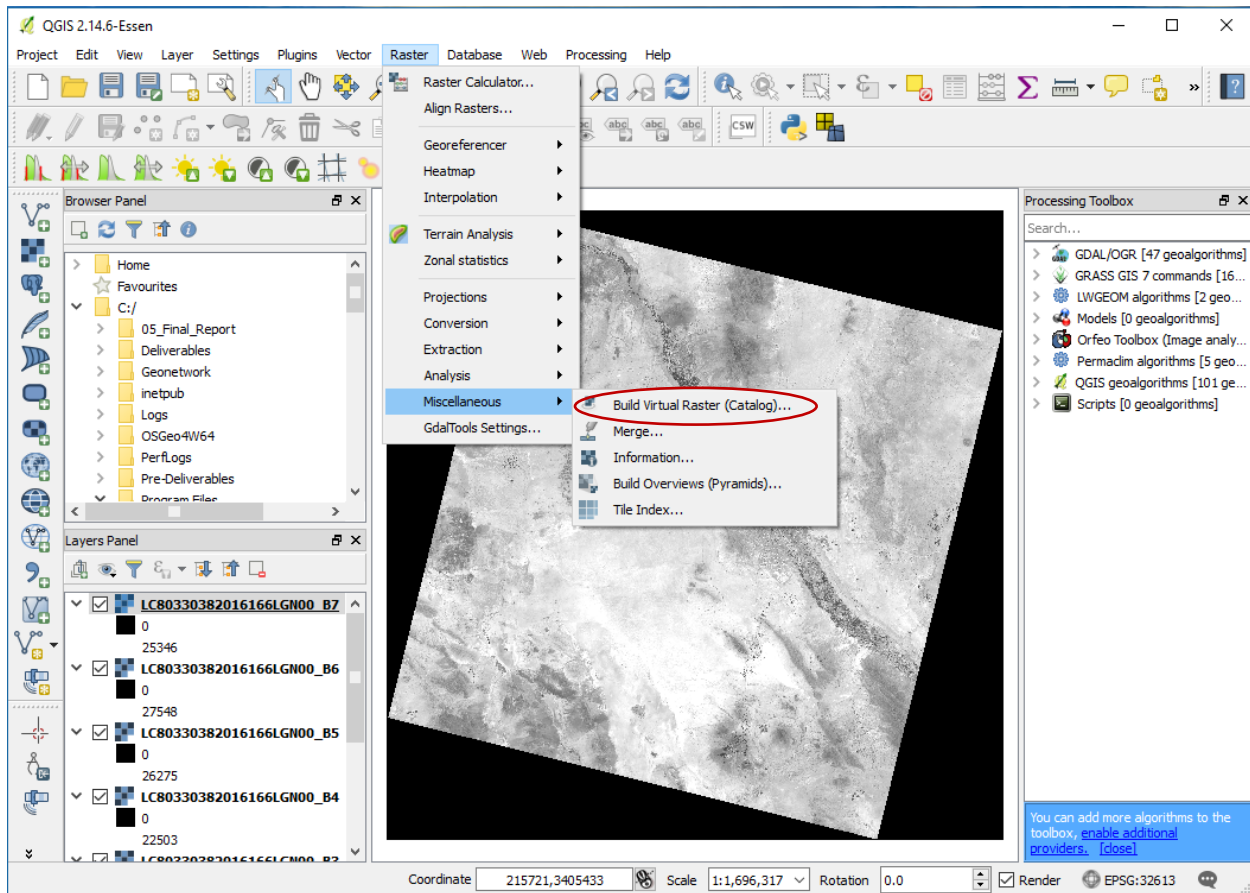 QGIS 2.14.6-Essen
Project Edit View Layer Settings Plugins Vector Raster Database Web Processing Help
Raster Calculator...
Align Rasters...
Georeferencer
Heatmap
Interpolation
Terrain Analysis
Zonal statistics
Projections
Conversion
Extraction
Analysis
Miscellaneous
GdalTools Settings...
Build Virtual Raster (Catalog)...
Merge...
Information...
Build Overviews (Pyramids)...
Tile Index...
abc abc abc CSW
Browser Panel
Home
Favourites
C:/
05_Final_Report
Deliverables
Geonetwork
inetpub
Logs
OSGeo4W64
PerfLogs
Pre-Deliverables
Program Files
Layers Panel
LC80330382016166LGN00_B7
0
25346
LC80330382016166LGN00_B6
0
27548
LC80330382016166LGN00_B5
0
26275
LC80330382016166LGN00_B4
0
22503
LC80330382016166LGN00_B3
Processing Toolbox
Search...
GDAL/OGR [47 geoalgorithms]
GRASS GIS 7 commands [16...
LWGEOM algorithms [2 geo...
Models [0 geoalgorithms]
Orfeo Toolbox (Image analy...
Permaclim algorithms [5 geo...
QGIS geoalgorithms [101 ge...
Scripts [0 geoalgorithms]
You can add more algorithms to the
toolbox, enable additional
providers. [close]
Coordinate 215721,3405433 Scale 1:1,696,317 Rotation 0.0 Render EPSG:32613